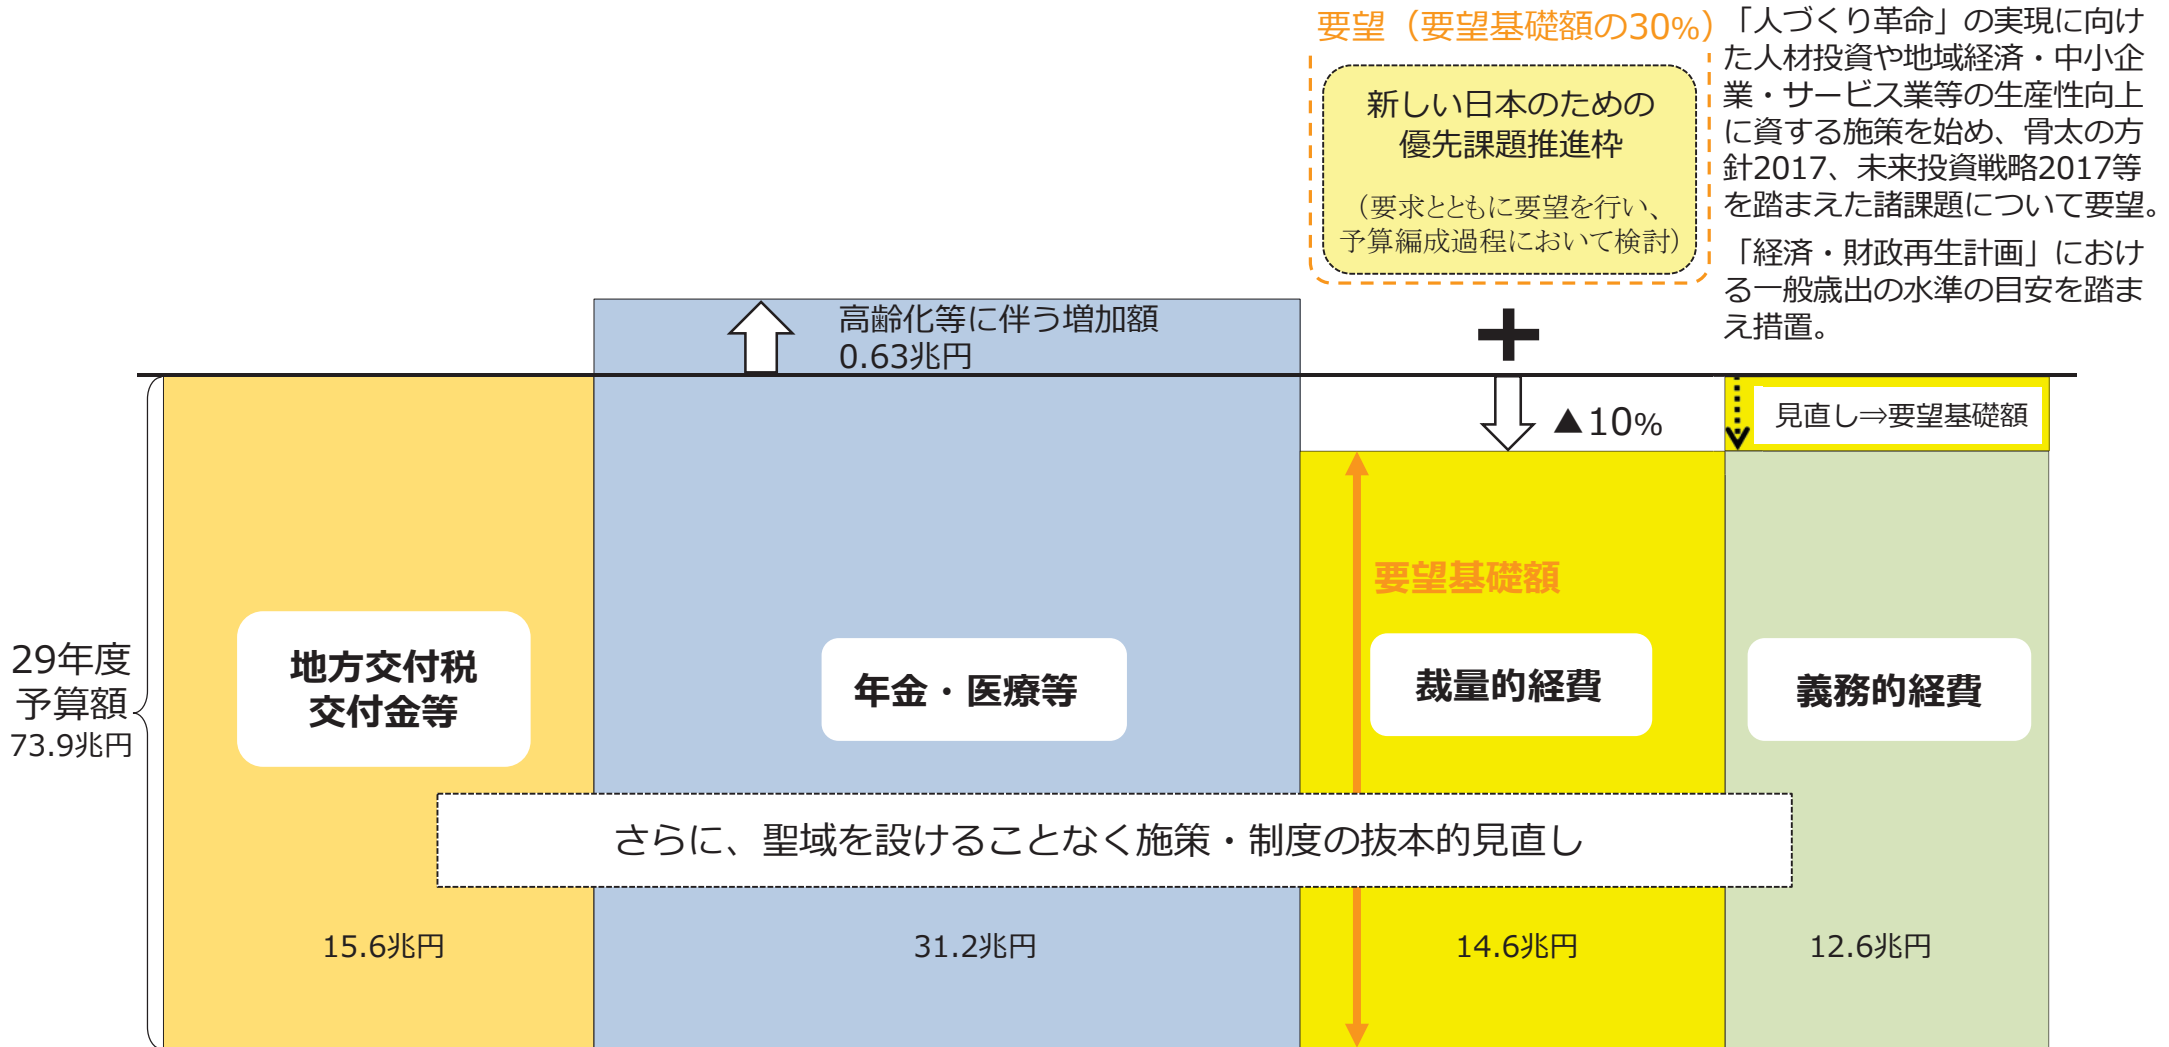 要望（要望基礎額の30%）
新しい日本のための
優先課題推進枠
（要求とともに要望を行い、
予算編成過程において検討）
「人づくり革命」の実現に向け
た人材投資や地域経済・中小企
業・サービス業等の生産性向上
に資する施策を始め、骨太の方
針2017、未来投資戦略2017等
を踏まえた諸課題について要望。
「経済・財政再生計画」におけ
る一般歳出の水準の目安を踏ま
え措置。
高齢化等に伴う増加額
0.63兆円
＋
▲10%
見直し⇒要望基礎額
要望基礎額
29年度
予算額
73.9兆円
地方交付税
交付金等
年金・医療等
裁量的経費
義務的経費
さらに、聖域を設けることなく施策・制度の抜本的見直し
15.6兆円
31.2兆円
14.6兆円
12.6兆円